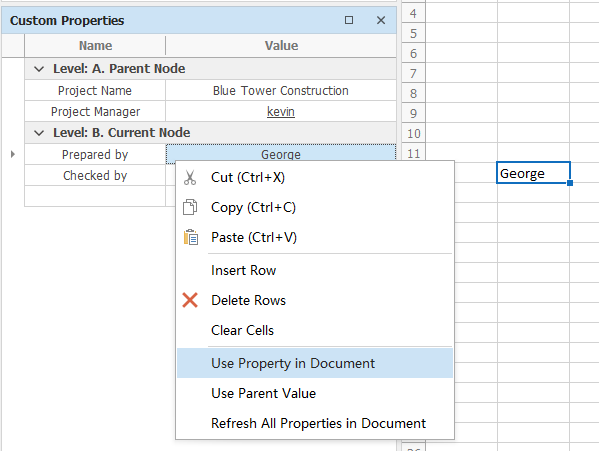 Custom Properties
Name Value
Level: A. Parent Node
Project Name Blue Tower Construction
Project Manager kevin
Level: B. Current Node
Prepared by George
Checked by
Cut (Ctrl+X)
Copy (Ctrl+C)
Paste (Ctrl+V)
Insert Row
Delete Rows
Clear Cells
Use Property in Document
Use Parent Value
Refresh All Properties in Document
4
5
6
7
8
9
10
11
George